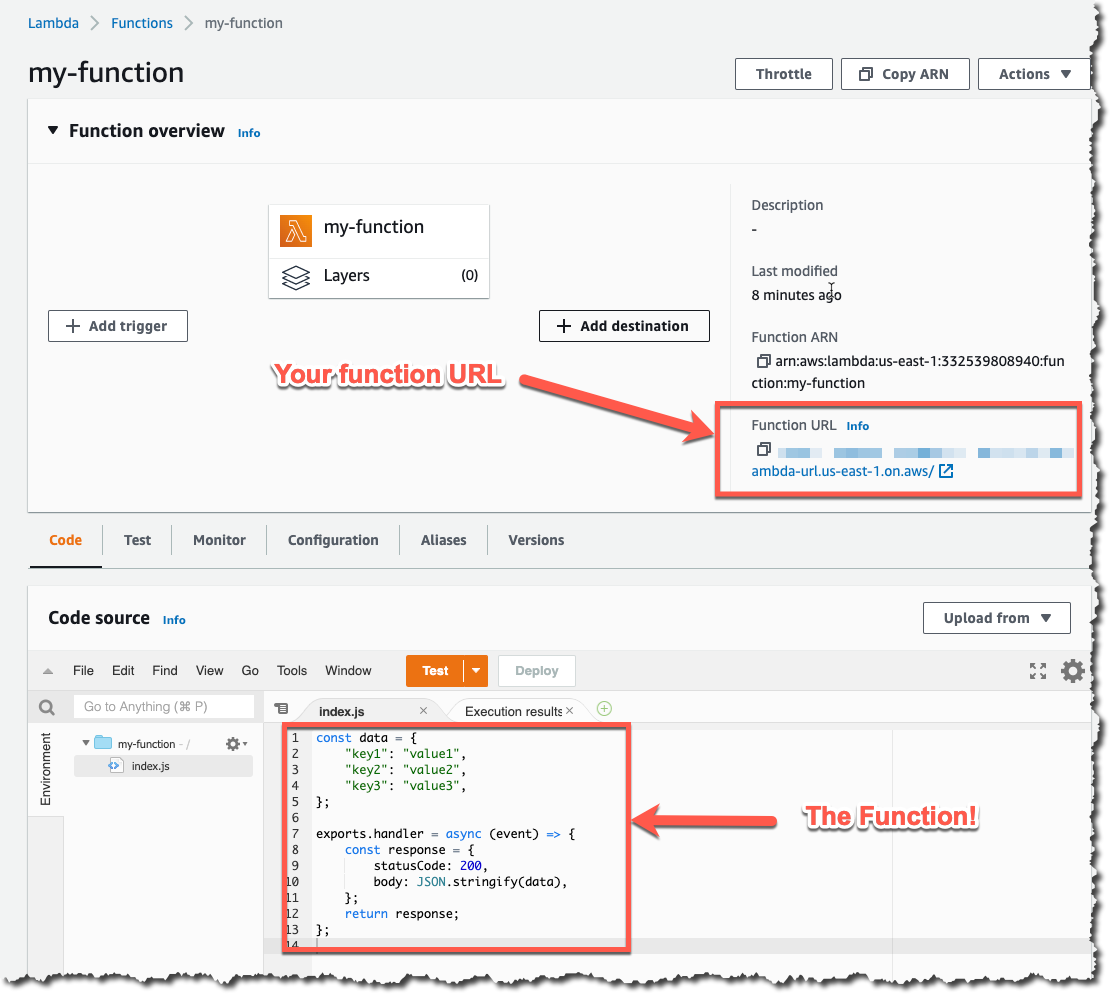 Lambda > Functions > my-function
my-function
Throttle
Copy ARN
Actions
Function overview Info
my-function
Layers (0)
+ Add trigger
+ Add destination
Description
-
Last modified
8 minutes ago
Function ARN
arn:aws:lambda:us-east-1:332539808940:fun
ction:my-function
Your function URL
Function URL Info
ambda-url.us-east-1.on.aws/
Code
Test
Monitor
Configuration
Aliases
Versions
Code source Info
Upload from
File Edit Find View Go Tools Window
Test
Deploy
Go to Anything (⌘ P)
index.js ×
Execution results ×
Environment
my-function - /
index.js
1 const data = {
2     "key1": "value1",
3     "key2": "value2",
4     "key3": "value3",
5 };
6
7 exports.handler = async (event) => {
8     const response = {
9         statusCode: 200,
10         body: JSON.stringify(data),
11     };
12     return response;
13 };
14
The Function!